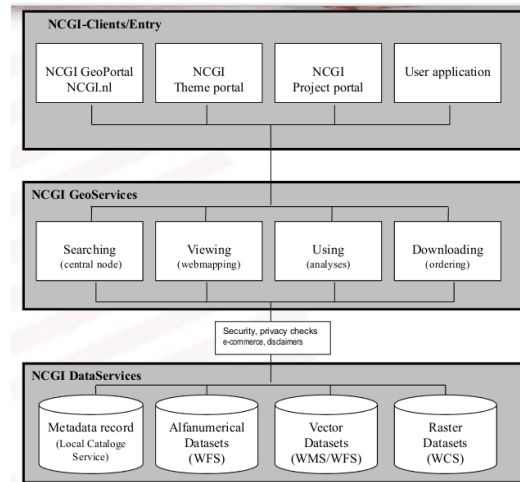 NCGI-Clients/Entry
NCGI GeoPortal
NCGI.nl
NCGI
Theme portal
NCGI
Project portal
User application
NCGI GeoServices
Searching
(central node)
Viewing
(webmapping)
Using
(analyses)
Downloading
(ordering)
Security, privacy checks
e-commerce, disclaimers
NCGI DataServices
Metadata record
(Local Cataloge
Service)
Alfanumerical
Datasets
(WFS)
Vector
Datasets
(WMS/WFS)
Raster
Datasets
(WCS)